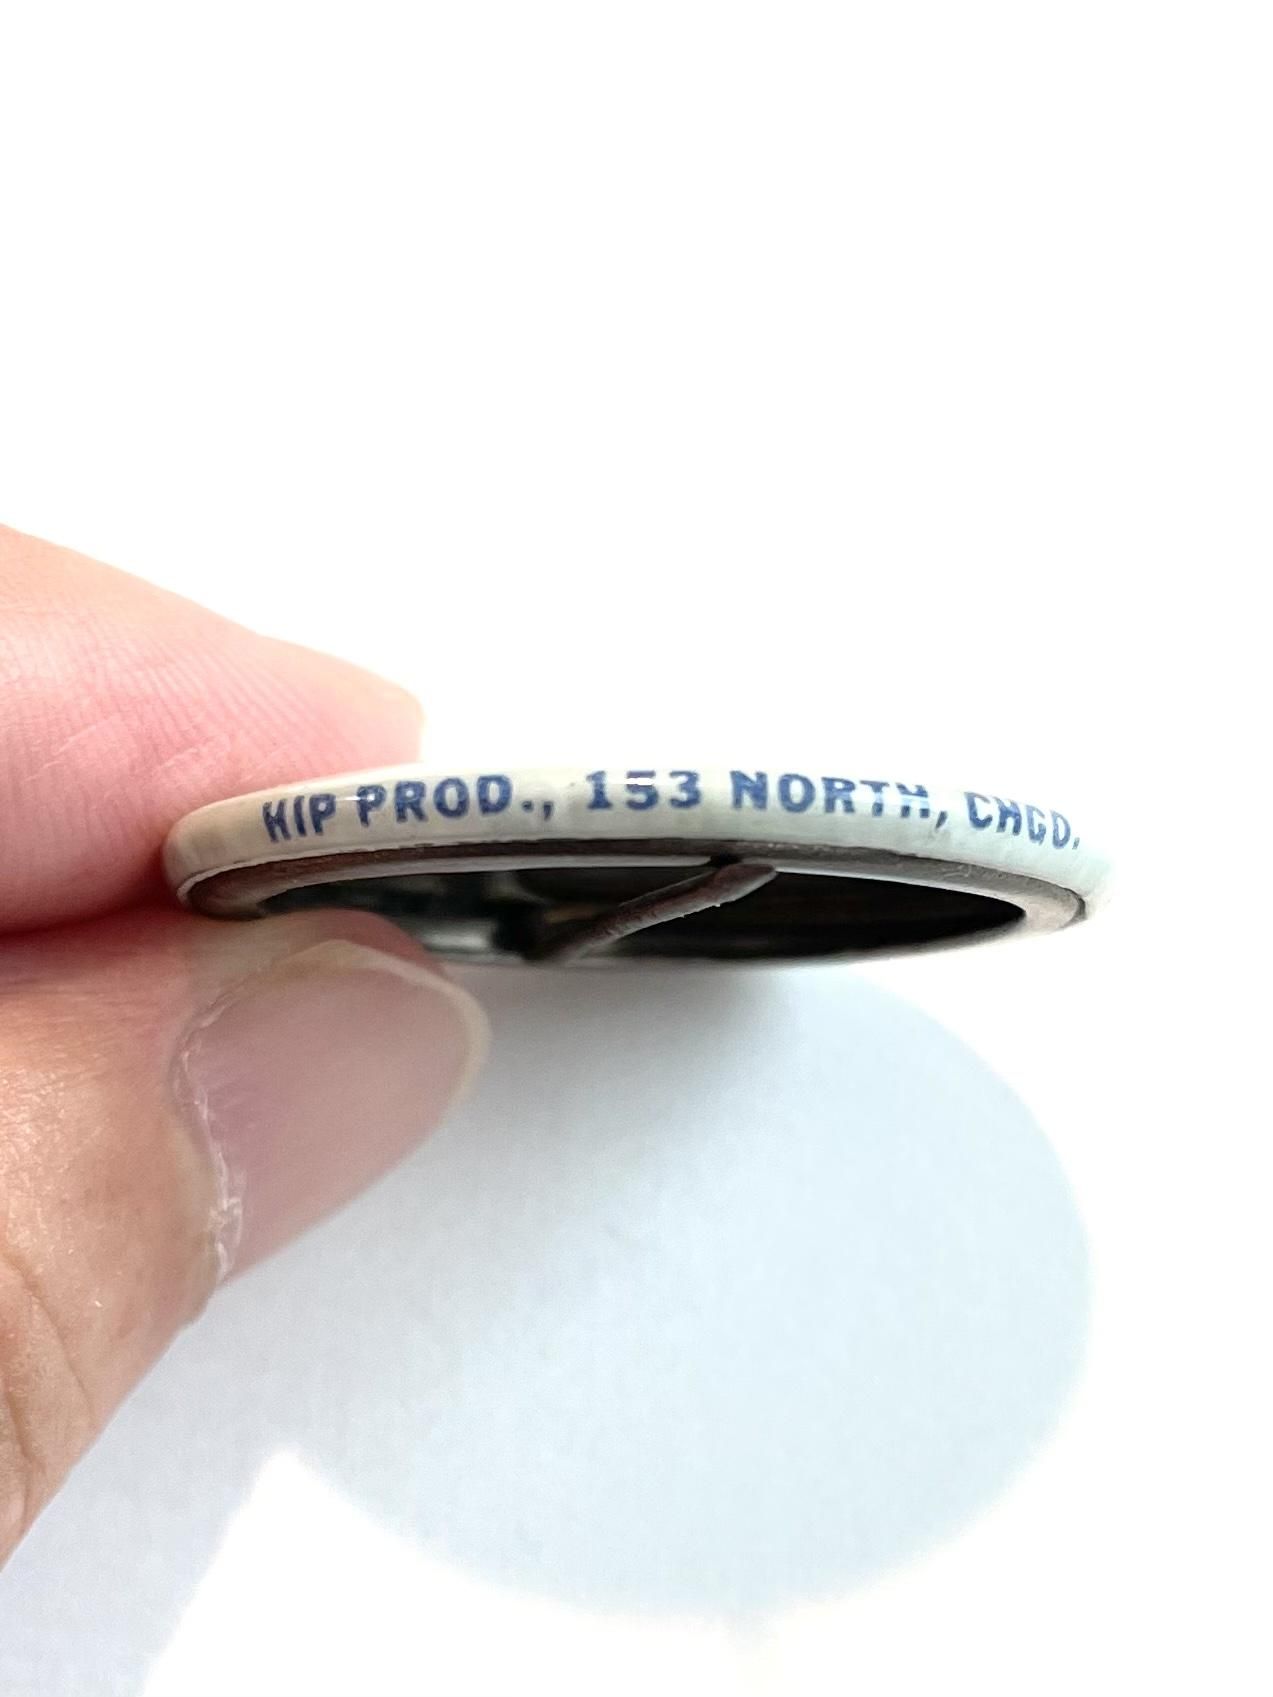 HIP PROD., 153 NORTH, CHGO.